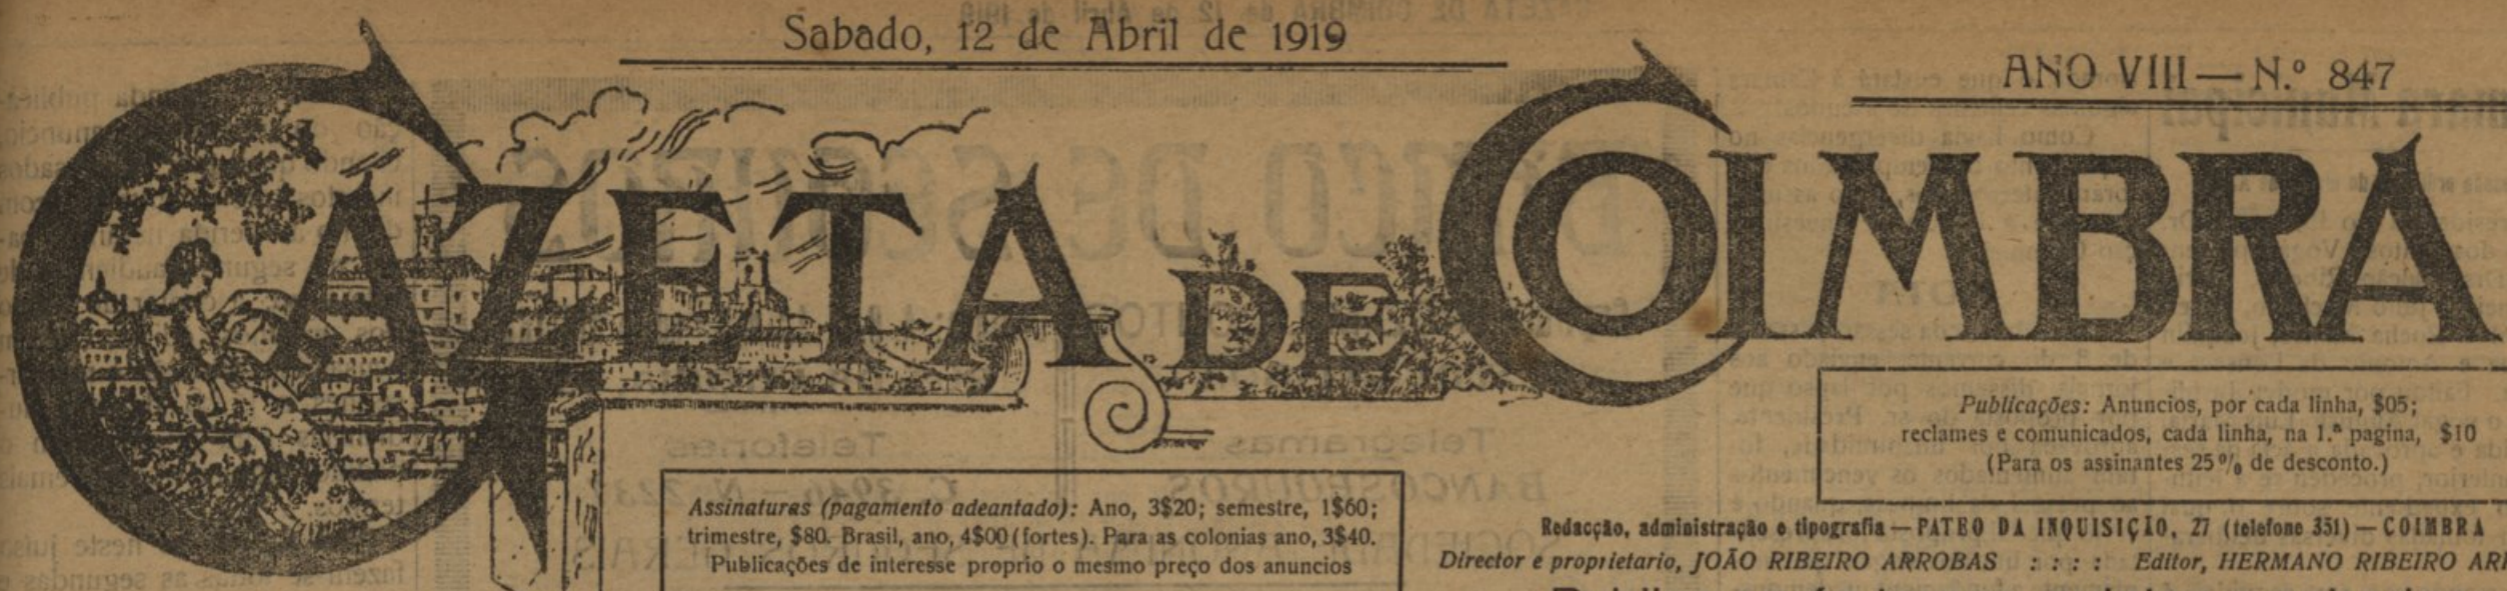 Sabado, 12 de Abril de 1919
ANO VIII — N.º 847
GAZETA DE COIMBRA
Publicações: Anuncios, por cada linha, $05;
reclames e comunicados, cada linha, na 1.ª pagina, $10
(Para os assinantes 25% de desconto.)
Assinaturas (pagamento adeantado): Ano, 3$20; semestre, 1$60;
trimestre, $80. Brasil, ano, 4$00 (fortes). Para as colonias ano, 3$40.
Publicações de interesse proprio o mesmo preço dos anuncios
Redacção, administração e tipografia — PATEO DA INQUISIÇÃO, 27 (telefone 351) — COIMBRA
Director e proprietario, JOÃO RIBEIRO ARROBAS : : : : Editor, HERMANO RIBEIRO